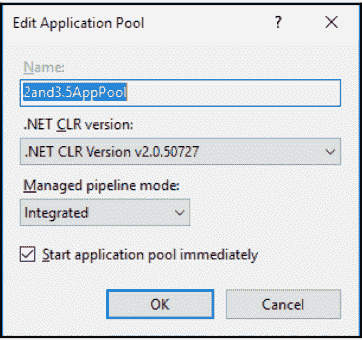 Edit Application Pool
Name:
2and3.5AppPool
.NET CLR version:
.NET CLR Version v2.0.50727
Managed pipeline mode:
Integrated
Start application pool immediately
OK
Cancel